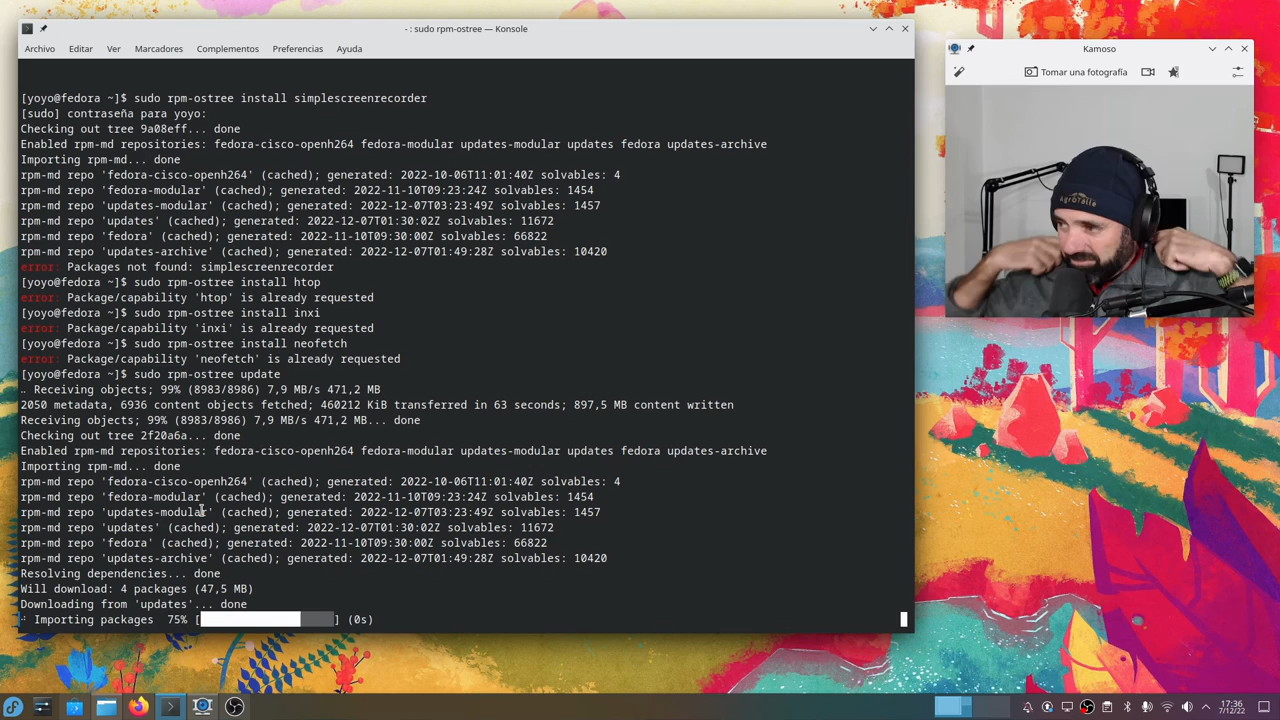 - : sudo rpm-ostree — Konsole
Archivo Editar Ver Marcadores Complementos Preferencias Ayuda
[yoyo@fedora ~]$ sudo rpm-ostree install simplescreenrecorder
[sudo] contraseña para yoyo:
Checking out tree 9a08eff... done
Enabled rpm-md repositories: fedora-cisco-openh264 fedora-modular updates-modular updates fedora updates-archive
Importing rpm-md... done
rpm-md repo 'fedora-cisco-openh264' (cached); generated: 2022-10-06T11:01:40Z solvables: 4
rpm-md repo 'fedora-modular' (cached); generated: 2022-11-10T09:23:24Z solvables: 1454
rpm-md repo 'updates-modular' (cached); generated: 2022-12-07T03:23:49Z solvables: 1457
rpm-md repo 'updates' (cached); generated: 2022-12-07T01:30:02Z solvables: 11672
rpm-md repo 'fedora' (cached); generated: 2022-11-10T09:30:00Z solvables: 66822
rpm-md repo 'updates-archive' (cached); generated: 2022-12-07T01:49:28Z solvables: 10420
error: Packages not found: simplescreenrecorder
[yoyo@fedora ~]$ sudo rpm-ostree install htop
error: Package/capability 'htop' is already requested
[yoyo@fedora ~]$ sudo rpm-ostree install inxi
error: Package/capability 'inxi' is already requested
[yoyo@fedora ~]$ sudo rpm-ostree install neofetch
error: Package/capability 'neofetch' is already requested
[yoyo@fedora ~]$ sudo rpm-ostree update
.. Receiving objects; 99% (8983/8986) 7,9 MB/s 471,2 MB
2050 metadata, 6936 content objects fetched; 460212 KiB transferred in 63 seconds; 897,5 MB content written
Receiving objects; 99% (8983/8986) 7,9 MB/s 471,2 MB... done
Checking out tree 2f20a6a... done
Enabled rpm-md repositories: fedora-cisco-openh264 fedora-modular updates-modular updates fedora updates-archive
Importing rpm-md... done
rpm-md repo 'fedora-cisco-openh264' (cached); generated: 2022-10-06T11:01:40Z solvables: 4
rpm-md repo 'fedora-modular' (cached); generated: 2022-11-10T09:23:24Z solvables: 1454
rpm-md repo 'updates-modular' (cached); generated: 2022-12-07T03:23:49Z solvables: 1457
rpm-md repo 'updates' (cached); generated: 2022-12-07T01:30:02Z solvables: 11672
rpm-md repo 'fedora' (cached); generated: 2022-11-10T09:30:00Z solvables: 66822
rpm-md repo 'updates-archive' (cached); generated: 2022-12-07T01:49:28Z solvables: 10420
Resolving dependencies... done
Will download: 4 packages (47,5 MB)
Downloading from 'updates'... done
Importing packages 75% [ ] (0s)
Kamoso
Tomar una fotografía
AgroTalla
17:36
7/12/22